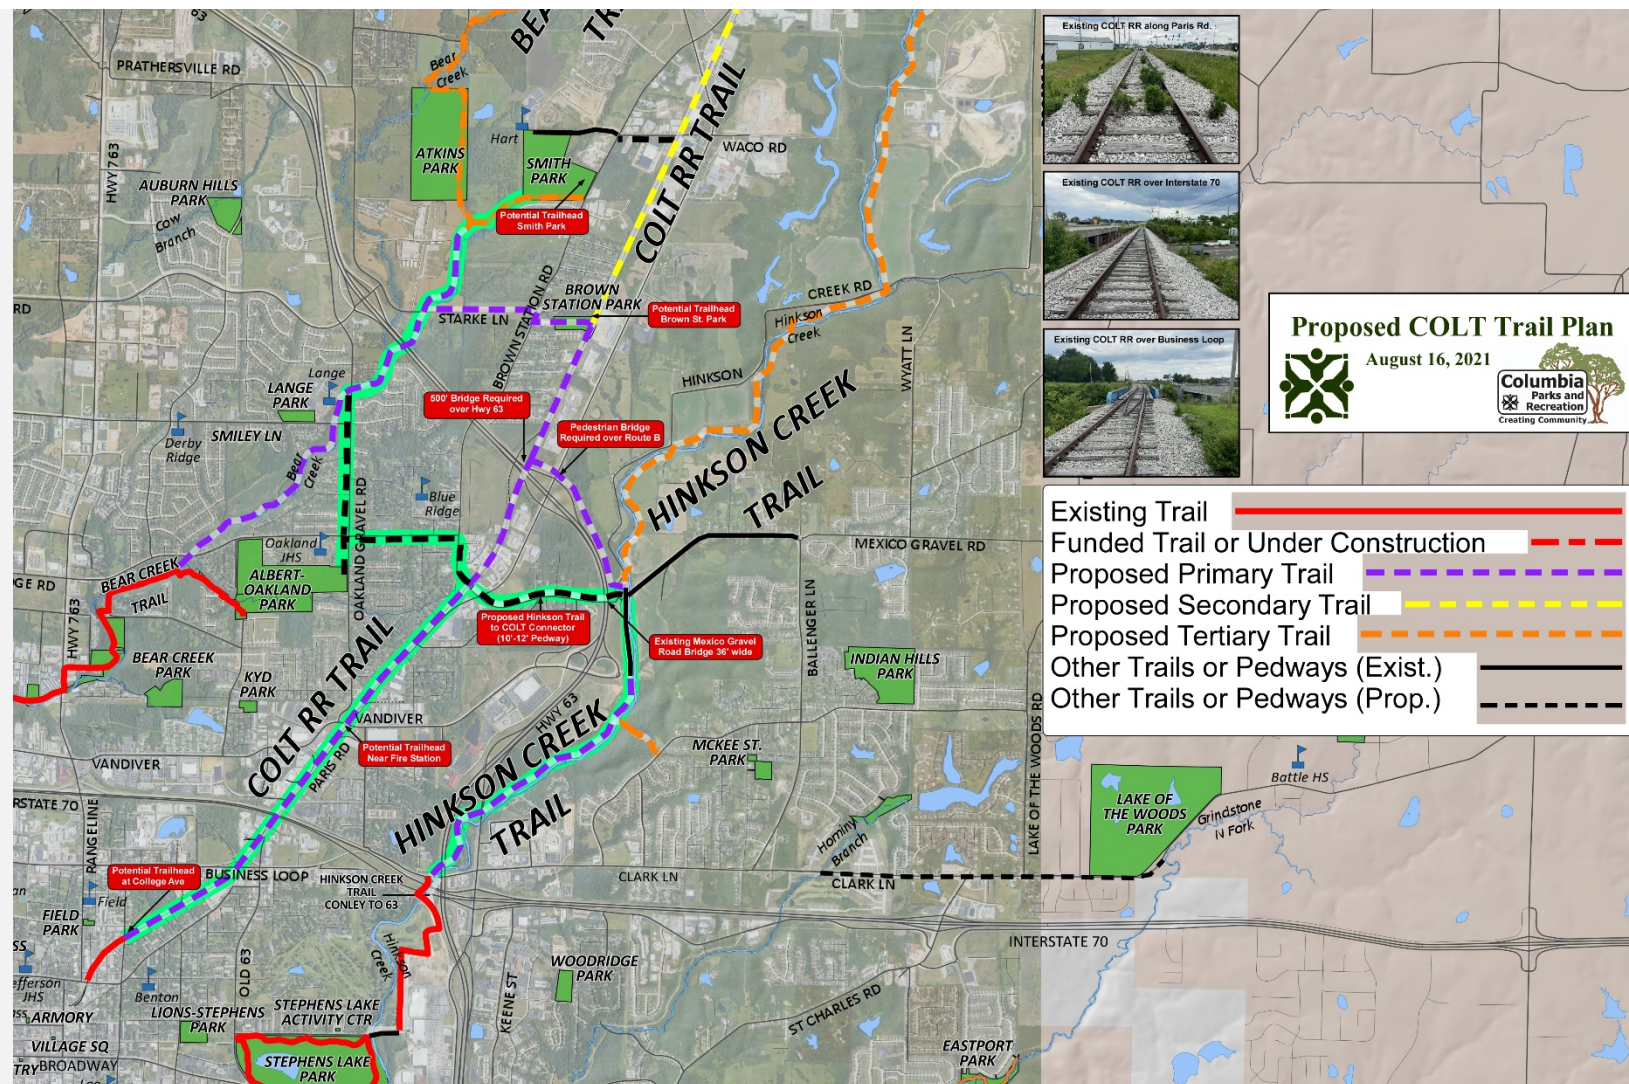 63
BEA
TR
PRATHERSVILLE RD
Bear
Creek
HWY 763
Hart
WACO RD
ATKINS
PARK
SMITH
PARK
COLT RR TRAIL
AUBURN HILLS
PARK
Cow
Branch
Potential Trailhead
Smith Park
RD
STARKE LN
BROWN STATION RD
BROWN
STATION PARK
Potential Trailhead
Brown St. Park
CREEK RD
Hinkson
Creek
HINKSON
WYATT LN
Lange
LANGE
PARK
500' Bridge Required
over Hwy 63
Pedestrian Bridge
Required over Route B
Derby
Ridge
SMILEY LN
Bear
Creek
HINKSON CREEK
TRAIL
Blue
Ridge
OAKLAND GRAVEL RD
Oakland
JHS
MEXICO GRAVEL RD
GE RD
BEAR CREEK
TRAIL
ALBERT-
OAKLAND
PARK
HWY 763
BEAR CREEK
PARK
KYD
PARK
Proposed Hinkson Trail
to COLT Connector
(10'-12' Pedway)
Existing Mexico Gravel
Road Bridge 36' wide
BALLENGER LN
INDIAN HILLS
PARK
COLT RR TRAIL
VANDIVER
HWY 63
Potential Trailhead
Near Fire Station
PARIS RD
VANDIVER
HINKSON CREEK
TRAIL
MCKEE ST.
PARK
LAKE OF THE WOODS RD
Battle HS
LAKE OF
THE WOODS
PARK
Grindstone
N Fork
RSTATE 70
RANGELINE
Hominy
Branch
Potential Trailhead
at College Ave
BUSINESS LOOP
HINKSON CREEK
TRAIL
CONLEY TO 63
CLARK LN
CLARK LN
an
Field
FIELD
PARK
INTERSTATE 70
SS
efferson
JHS
Benton
OLD 63
Hinkson
Creek
WOODRIDGE
PARK
KEENE ST
ST CHARLES RD
ARMORY
LIONS-STEPHENS
PARK
STEPHENS LAKE
ACTIVITY CTR
VILLAGE SQ
TRY
BROADWAY
STEPHENS LAKE
PARK
EASTPORT
PARK
Existing COLT RR along Paris Rd.
Existing COLT RR over Interstate 70
Existing COLT RR over Business Loop
Proposed COLT Trail Plan
August 16, 2021
Columbia
Parks and
Recreation
Creating Community
Existing Trail
Funded Trail or Under Construction
Proposed Primary Trail
Proposed Secondary Trail
Proposed Tertiary Trail
Other Trails or Pedways (Exist.)
Other Trails or Pedways (Prop.)